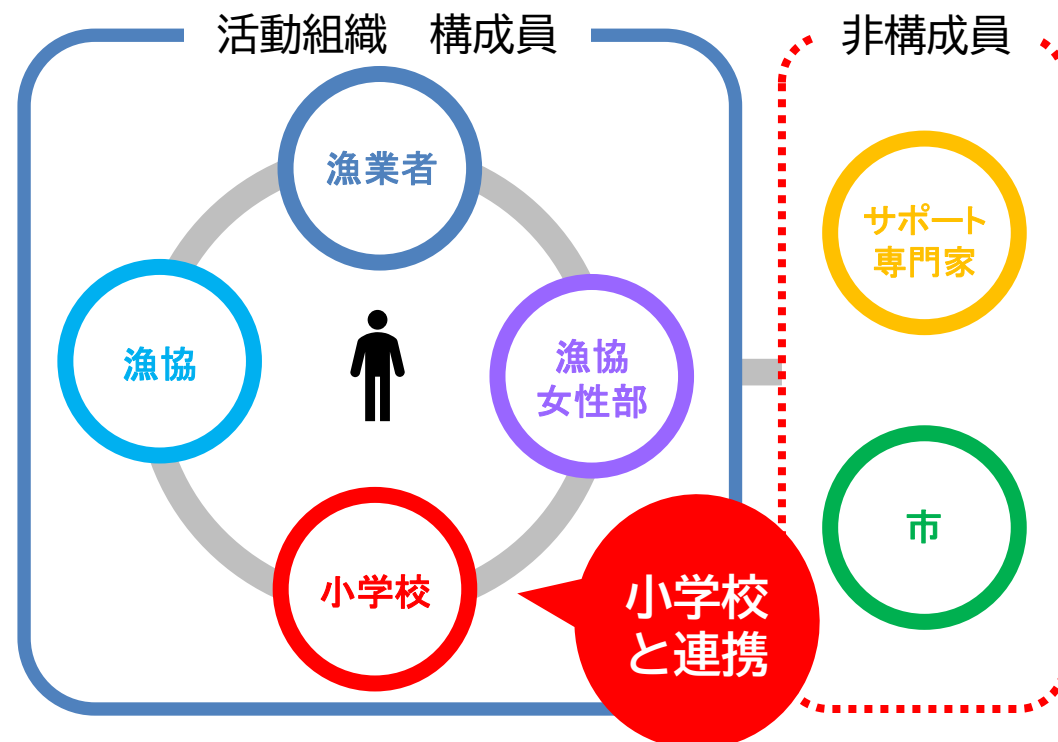 活動組織　構成員
非構成員
漁業者
サポート
専門家
漁協
漁協
女性部
市
小学校
小学校
と連携